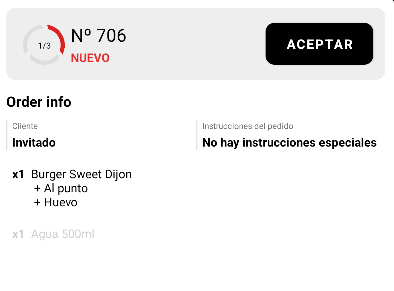 1/3
Nº 706
NUEVO
ACEPTAR
Order info
Cliente
Invitado
Instrucciones del pedido
No hay instrucciones especiales
x1 Burger Sweet Dijon
+ Al punto
+ Huevo
x1 Agua 500ml